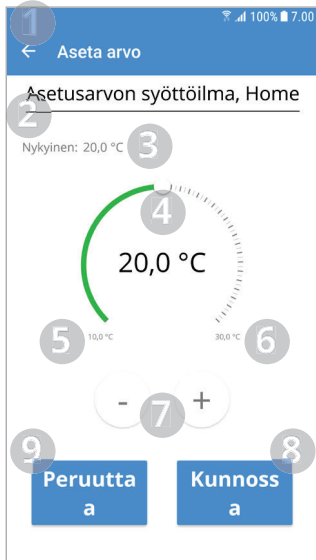 100% 7.00
1
← Aseta arvo
Asetusarvon syöttöilma, Home
2
Nykyinen: 20,0 °C 3
4
20,0 °C
5 10,0 °C 30,0 °C 6
- 7 +
9 8
Peruutta
a
Kunnoss
a